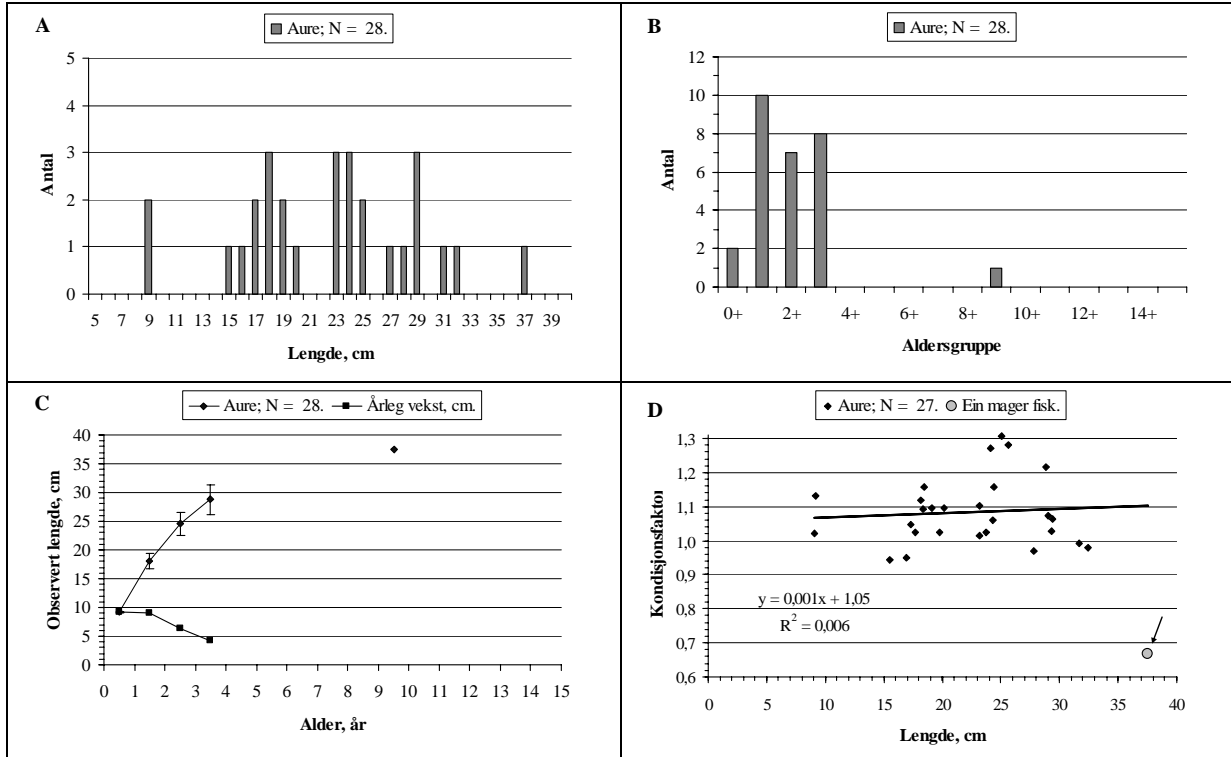 A
Aure; N = 28.
5
4
3
2
1
0
Antal
5 7 9 11 13 15 17 19 21 23 25 27 29 31 33 35 37 39
Lengde, cm
B
Aure; N = 28.
12
10
8
6
4
2
0
Antal
0+ 2+ 4+ 6+ 8+ 10+ 12+ 14+
Aldersgruppe
C
Aure; N = 28. Årleg vekst, cm.
40
35
30
25
20
15
10
5
0
Observert lengde, cm
0 1 2 3 4 5 6 7 8 9 10 11 12 13 14 15
Alder, år
D
Aure; N = 27. Ein mager fisk.
1,3
1,2
1,1
1,0
0,9
0,8
0,7
0,6
Kondisjonsfaktor
y = 0,001x + 1,05
R² = 0,006
0 5 10 15 20 25 30 35 40
Lengde, cm